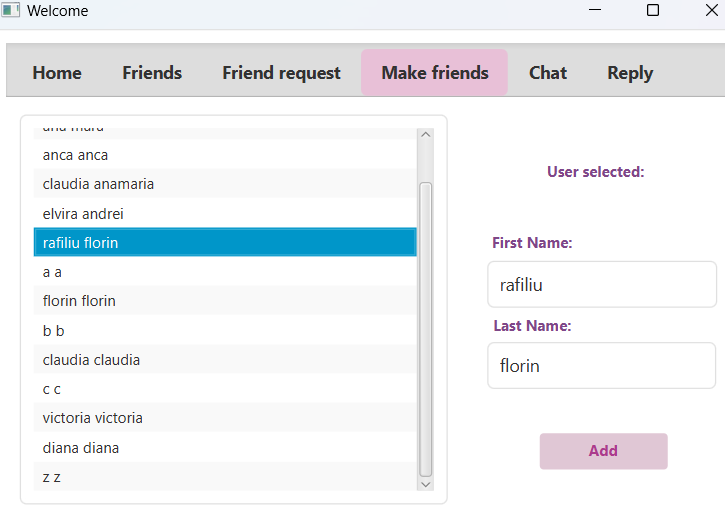 Welcome
Home Friends Friend request Make friends Chat Reply
anca anca
claudia anamaria
elvira andrei
rafiliu florin
a a
florin florin
b b
claudia claudia
c c
victoria victoria
diana diana
z z
User selected:
First Name:
rafiliu
Last Name:
florin
Add